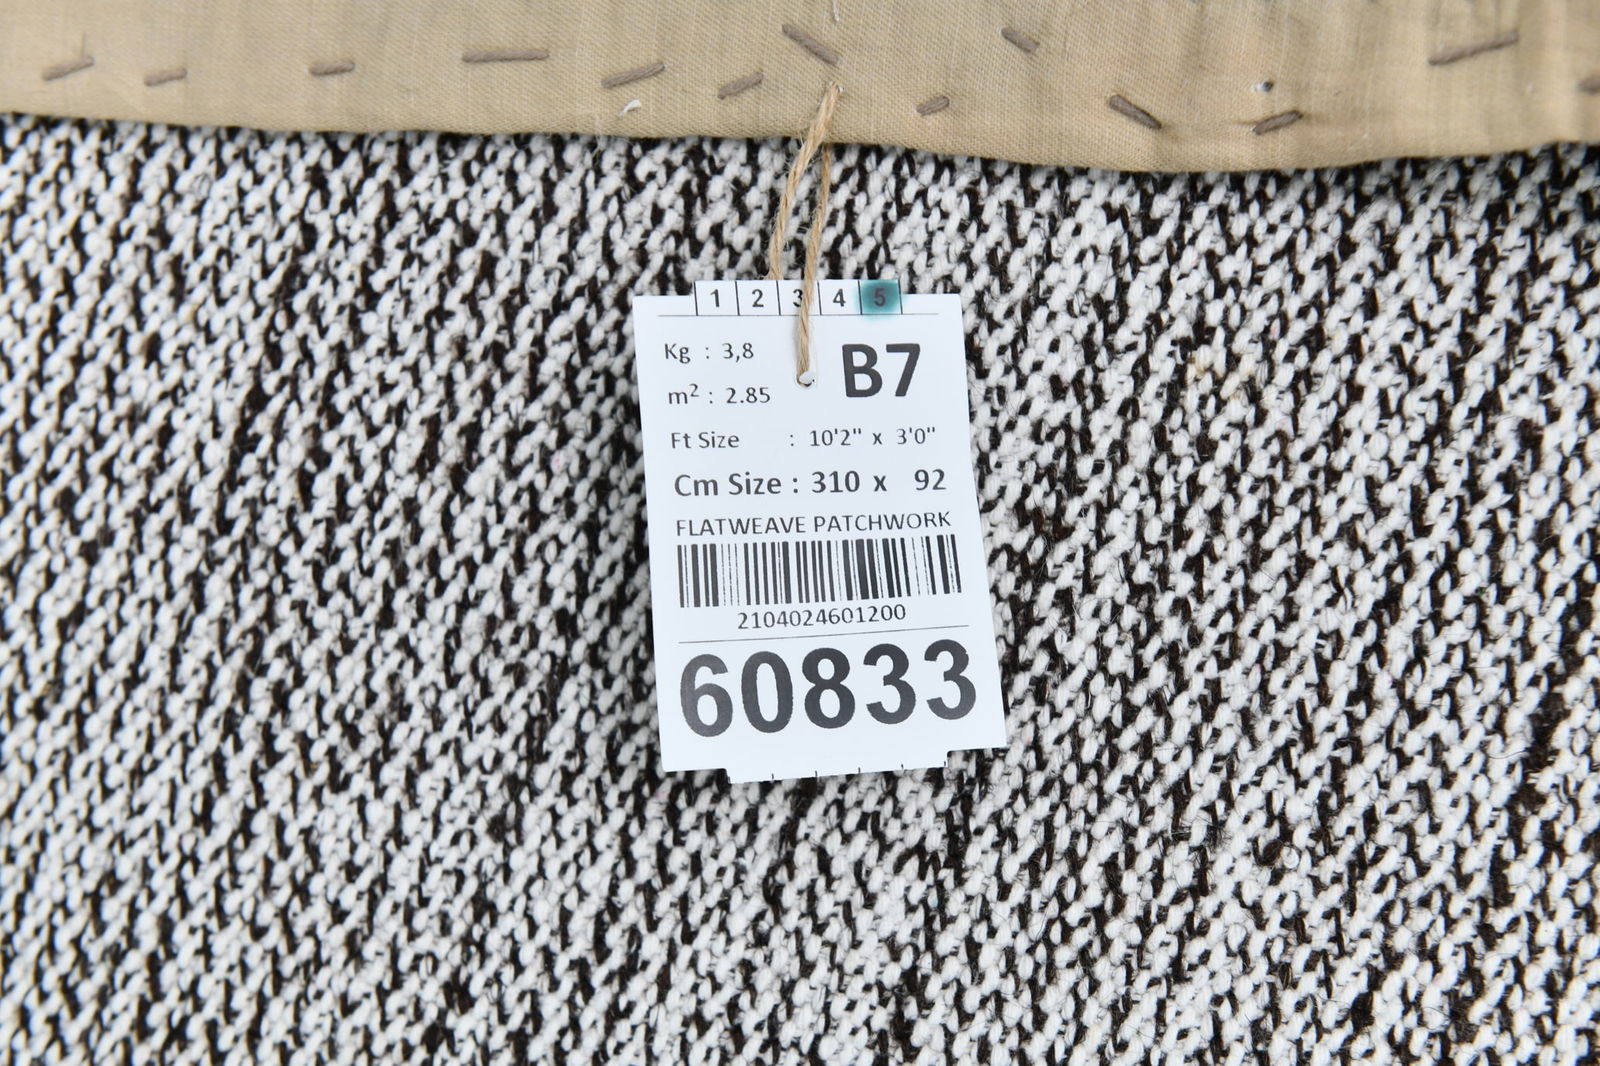 1 2 3 4 5
Kg : 3,8
B7
m² : 2.85
Ft Size : 10'2" x 3'0"
Cm Size : 310 x 92
FLATWEAVE PATCHWORK
2104024601200
60833